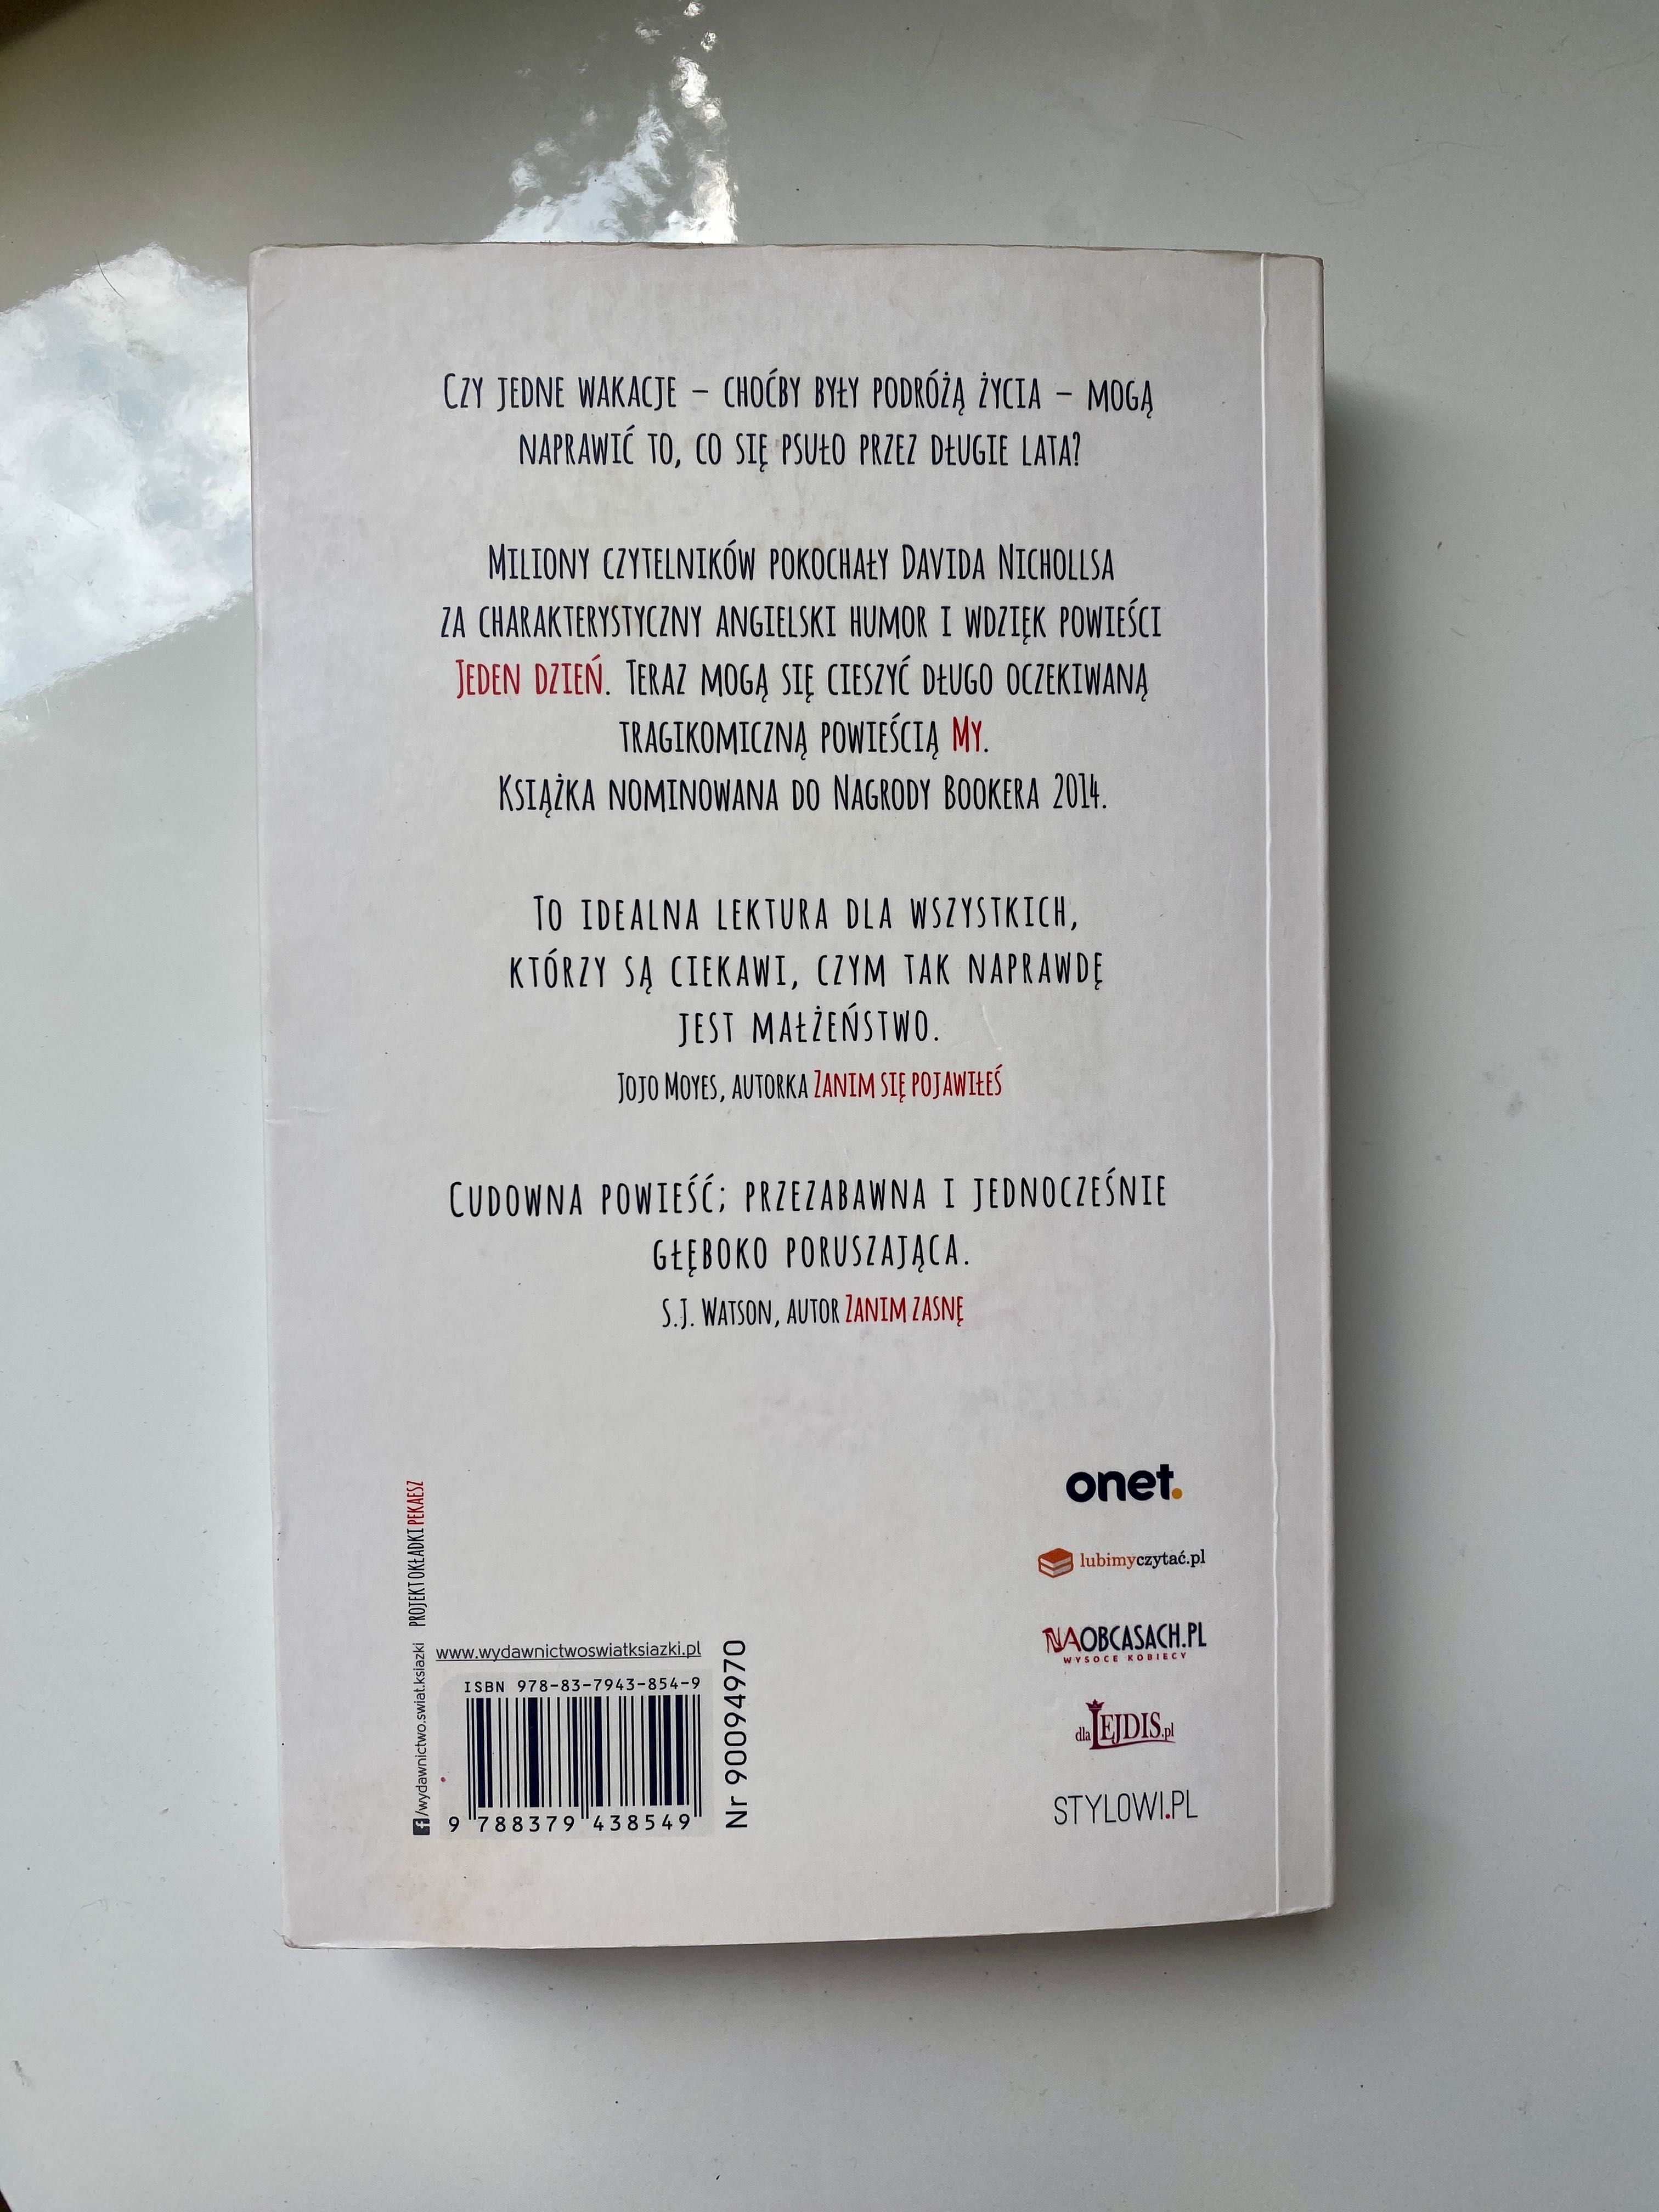 Czy jedne wakacje – choćby były podróżą życia – mogą
naprawić to, co się psuło przez długie lata?
Miliony czytelników pokochały Davida Nichollsa
za charakterystyczny angielski humor i wdzięk powieści
Jeden dzień. Teraz mogą się cieszyć długo oczekiwaną
tragikomiczną powieścią My.
Książka nominowana do Nagrody Bookera 2014.
To idealna lektura dla wszystkich,
którzy są ciekawi, czym tak naprawdę
jest małżeństwo.
Jojo Moyes, autorka Zanim się pojawiłeś
Cudowna powieść; przezabawna i jednocześnie
głęboko poruszająca.
S.J. Watson, autor Zanim zasnę
onet.
lubimyczytać.pl
NAOBCASACH.PL
WYSOCE KOBIECY
dlaLEJDIS.pl
STYLOWI.PL
PROJEKT OKŁADKI PEKAESZ
f/wydawnictwo.swiat.ksiazki
www.wydawnictwoswiatksiazki.pl
ISBN 978-83-7943-854-9
9 788379 438549
Nr 90094970